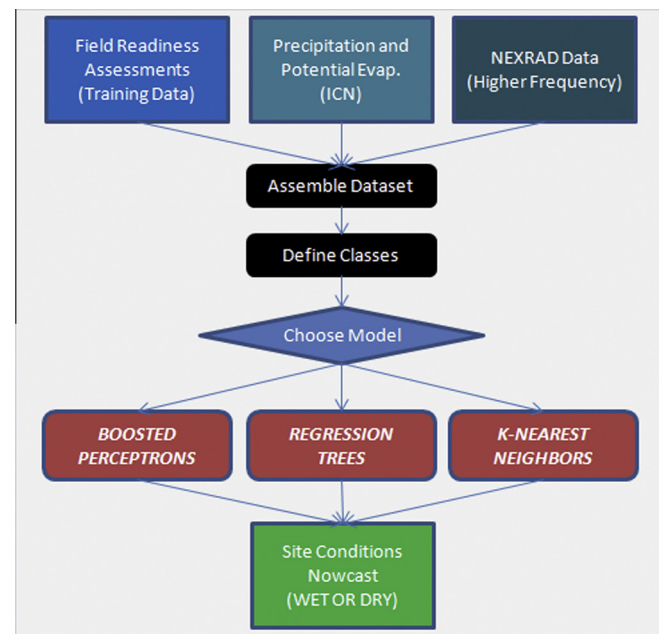 Field Readiness
Assessments
(Training Data)
Precipitation and
Potential Evap.
(ICN)
NEXRAD Data
(Higher Frequency)
Assemble Dataset
Define Classes
Choose Model
BOOSTED
PERCEPTRONS
REGRESSION
TREES
K-NEAREST
NEIGHBORS
Site Conditions
Nowcast
(WET OR DRY)